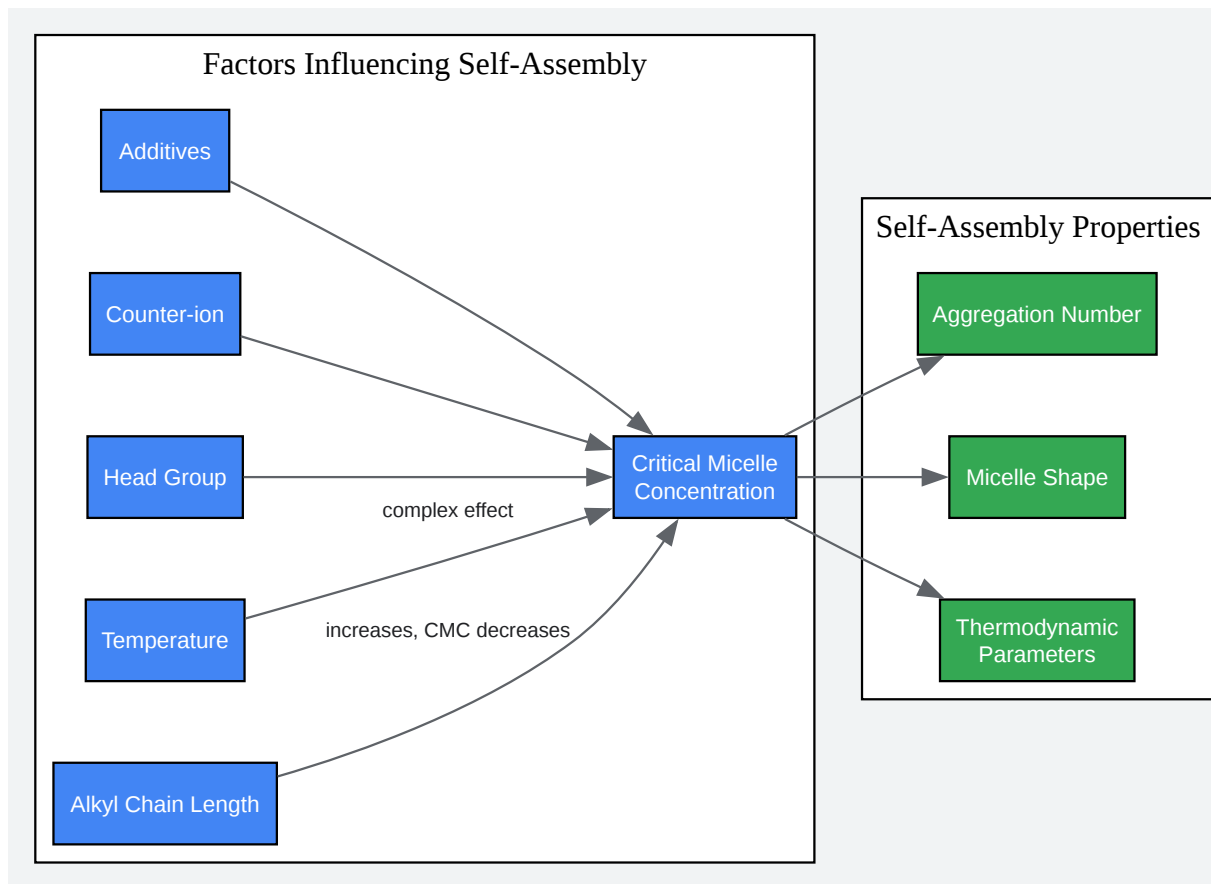 Factors Influencing Self-Assembly
Additives
Counter-ion
Head Group
complex effect
Temperature
increases, CMC decreases
Alkyl Chain Length
Critical Micelle
Concentration
Self-Assembly Properties
Aggregation Number
Micelle Shape
Thermodynamic
Parameters